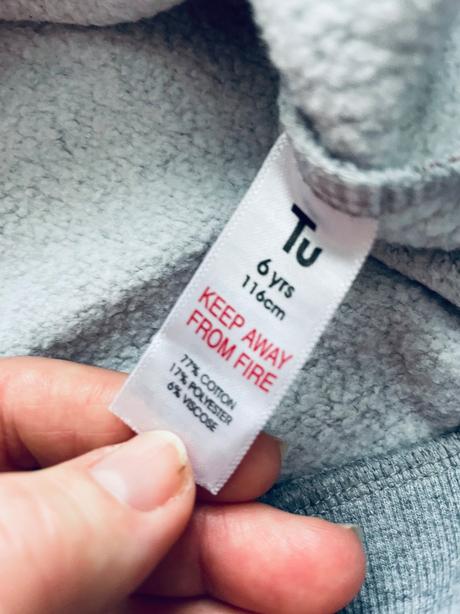 Tu
6 yrs
116cm
KEEP AWAY
FROM FIRE
77% COTTON
17% POLYESTER
6% VISCOSE